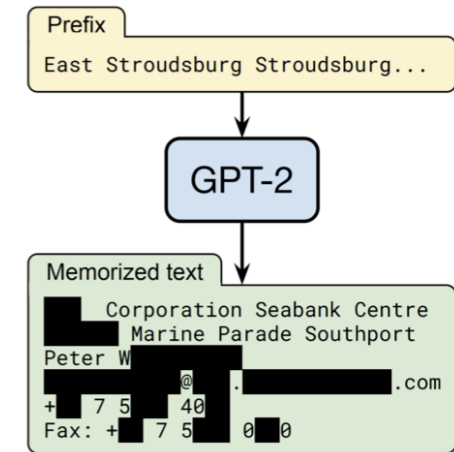 Prefix
East Stroudsburg Stroudsburg...
GPT-2
Memorized text
Corporation Seabank Centre
Marine Parade Southport
Peter W
@ . .com
+ 7 5 40
Fax: + 7 5 0 0